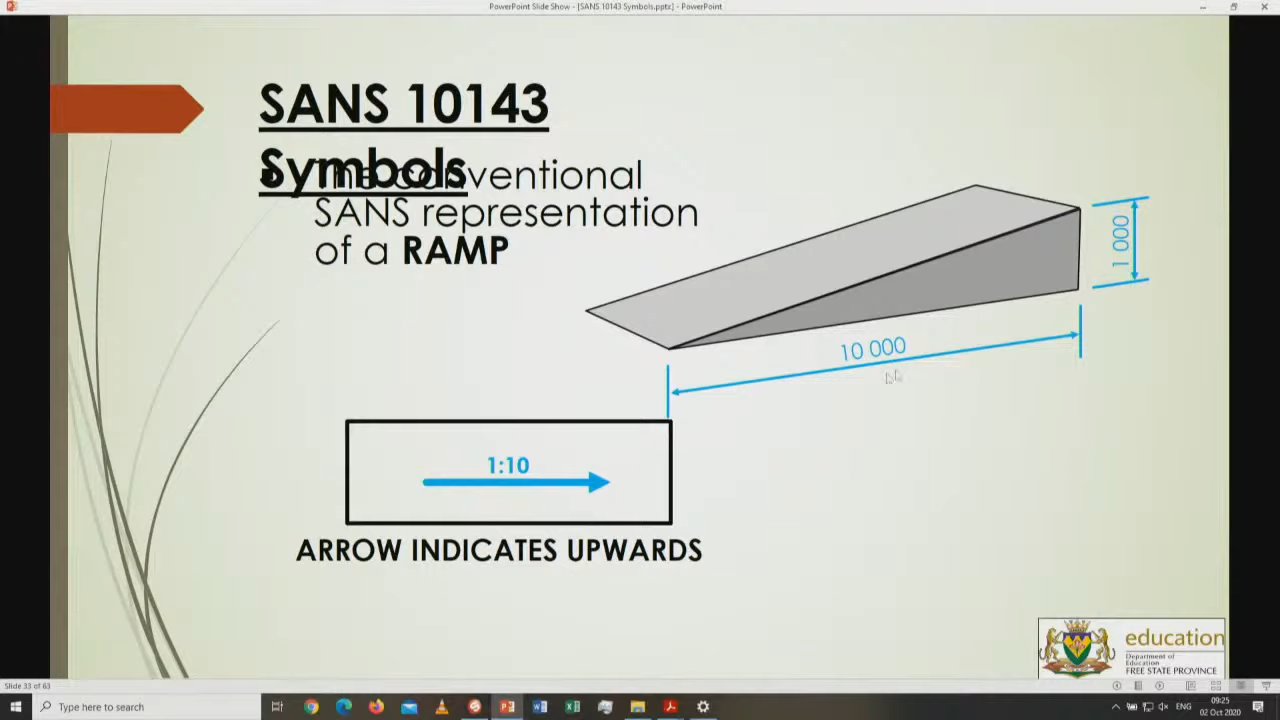 PowerPoint Slide Show - [SANS 10143 Symbols.pptx] - PowerPoint
SANS 10143
Symbols
The conventional
SANS representation
of a RAMP
1 000
10 000
1:10
ARROW INDICATES UPWARDS
education
Department of
Education
FREE STATE PROVINCE
Slide 33 of 63
Type here to search
ENG
09:25
02 Oct 2020